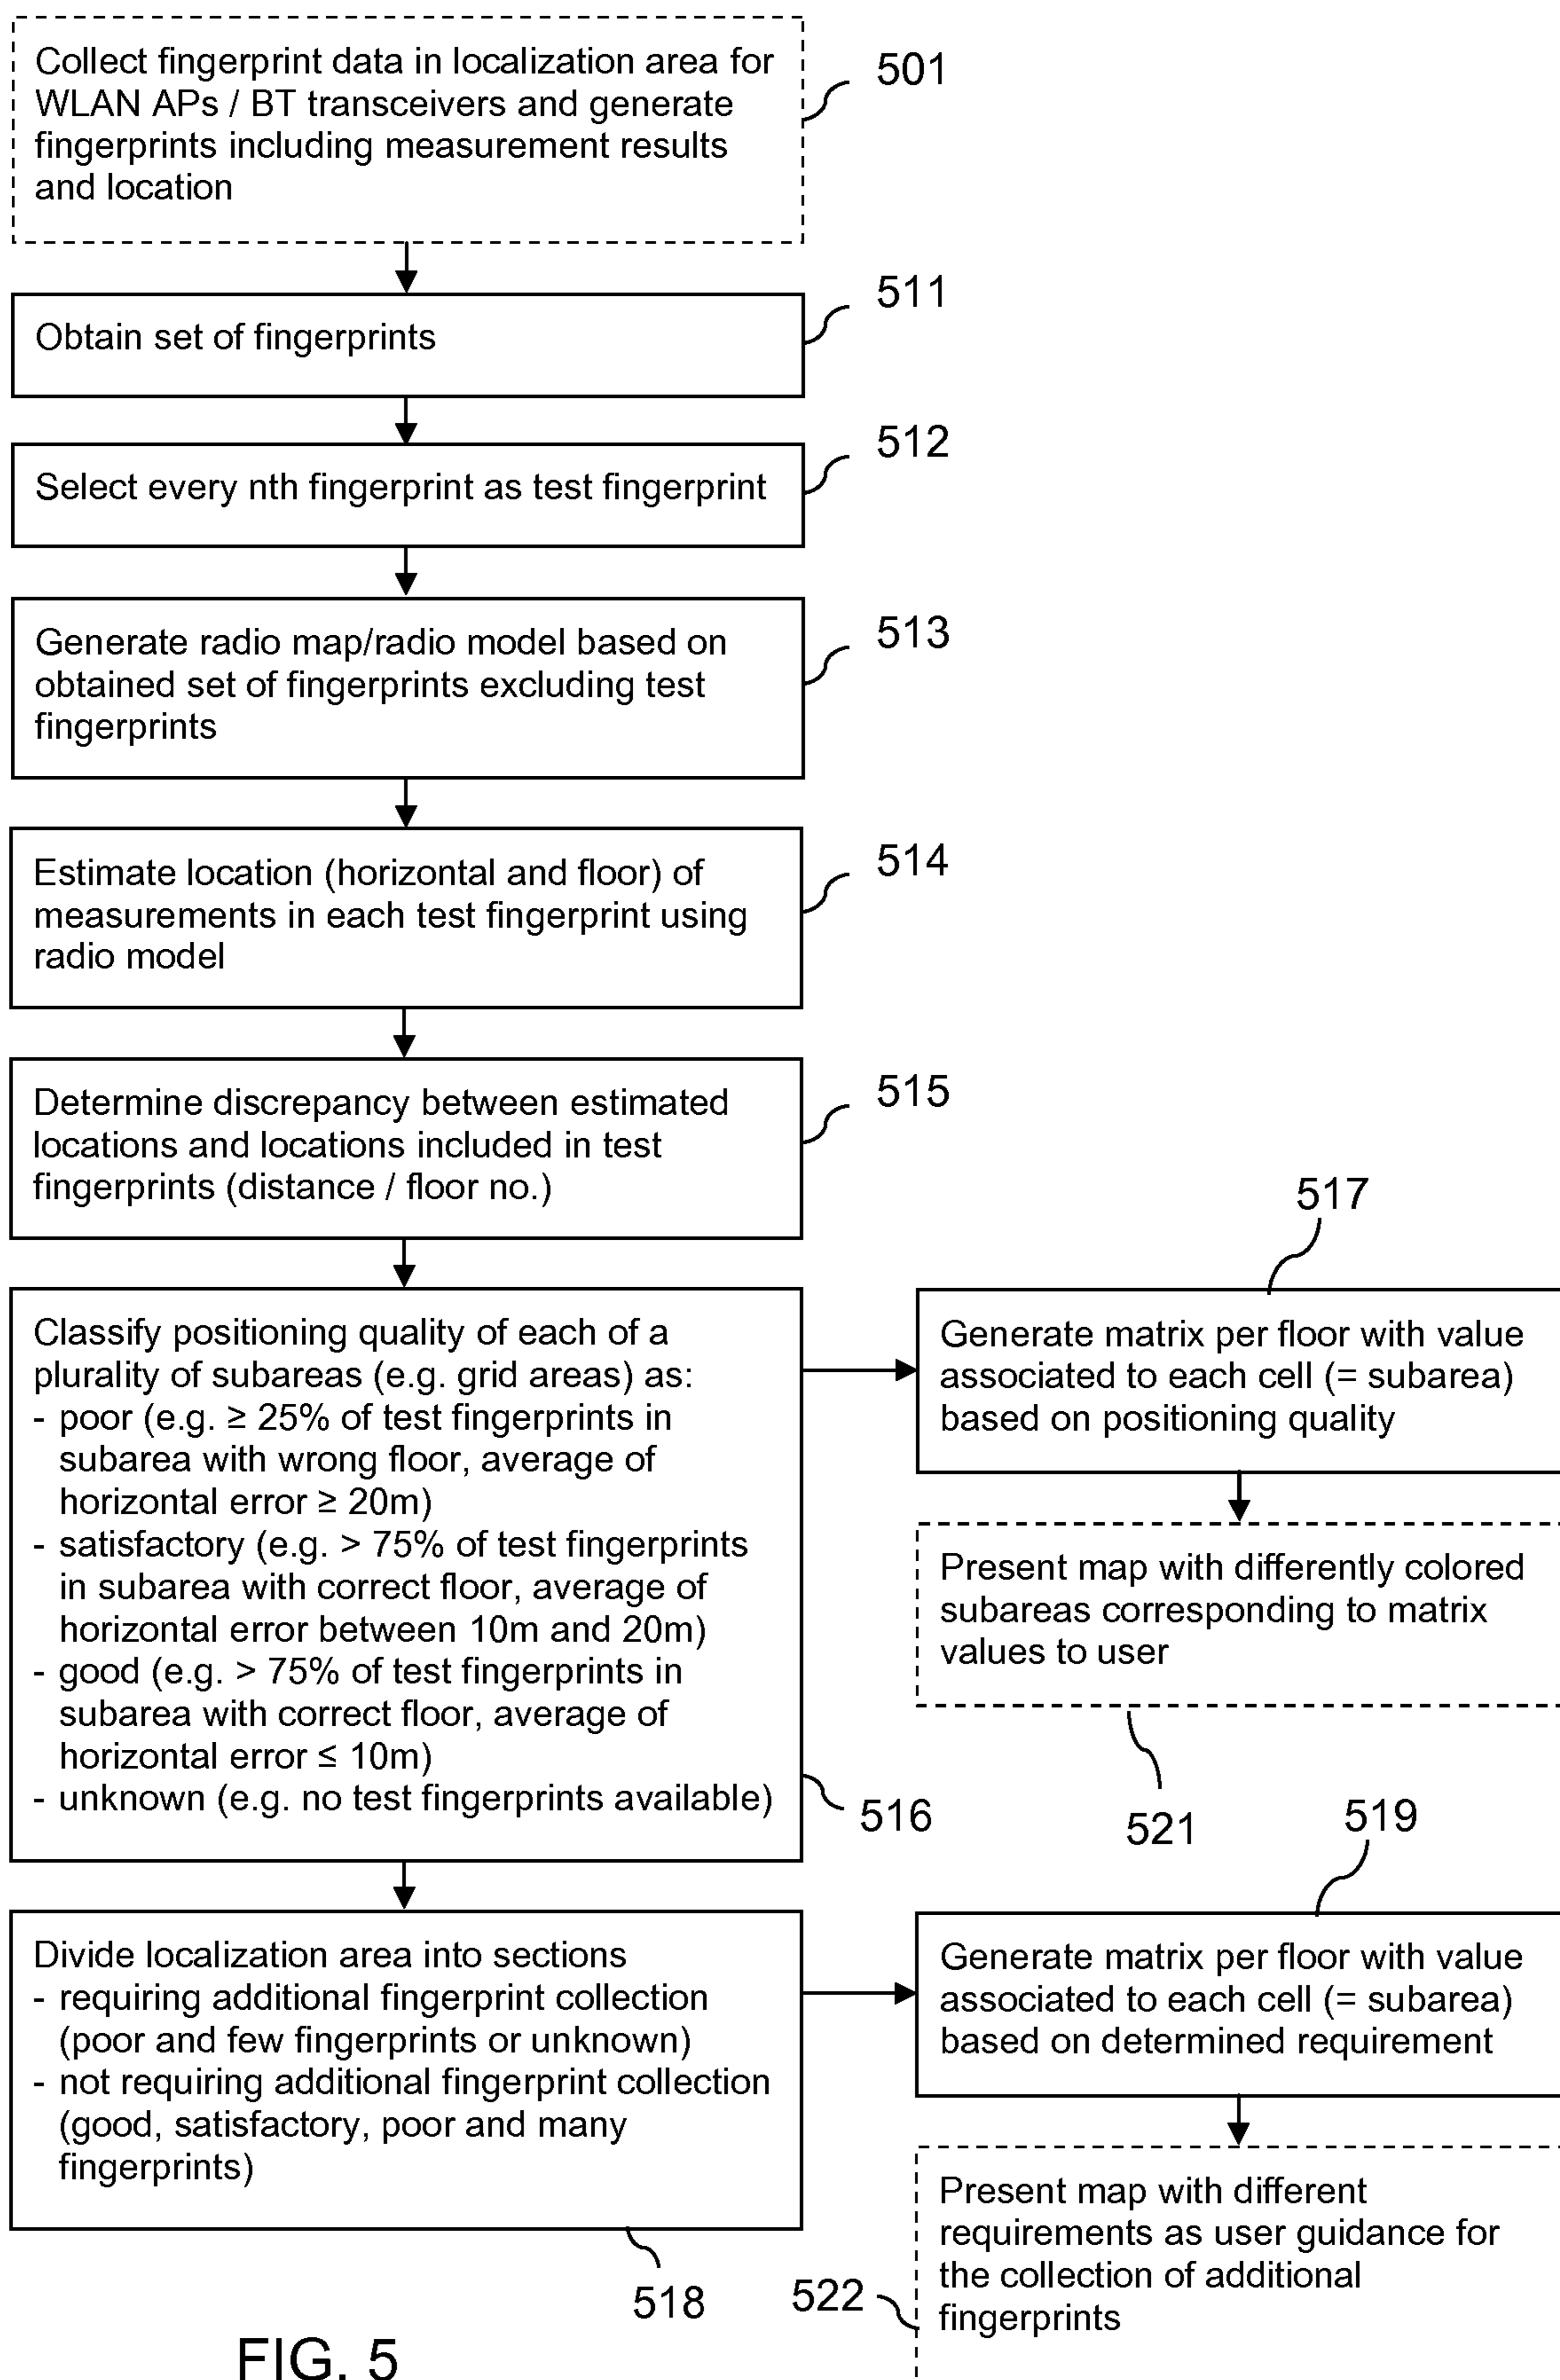 Collect fingerprint data in localization area for
WLAN APs / BT transceivers and generate
fingerprints including measurement results
and location
501
Obtain set of fingerprints
511
Select every nth fingerprint as test fingerprint
512
Generate radio map/radio model based on
obtained set of fingerprints excluding test
fingerprints
513
Estimate location (horizontal and floor) of
measurements in each test fingerprint using
radio model
514
Determine discrepancy between estimated
locations and locations included in test
fingerprints (distance / floor no.)
515
Classify positioning quality of each of a
plurality of subareas (e.g. grid areas) as:
- poor (e.g. ≥ 25% of test fingerprints in
subarea with wrong floor, average of
horizontal error ≥ 20m)
- satisfactory (e.g. > 75% of test fingerprints
in subarea with correct floor, average of
horizontal error between 10m and 20m)
- good (e.g. > 75% of test fingerprints in
subarea with correct floor, average of
horizontal error ≤ 10m)
- unknown (e.g. no test fingerprints available)
516
517
Generate matrix per floor with value
associated to each cell (= subarea)
based on positioning quality
Present map with differently colored
subareas corresponding to matrix
values to user
521
Divide localization area into sections
- requiring additional fingerprint collection
(poor and few fingerprints or unknown)
- not requiring additional fingerprint collection
(good, satisfactory, poor and many
fingerprints)
518
519
Generate matrix per floor with value
associated to each cell (= subarea)
based on determined requirement
Present map with different
requirements as user guidance for
the collection of additional
fingerprints
522
FIG. 5